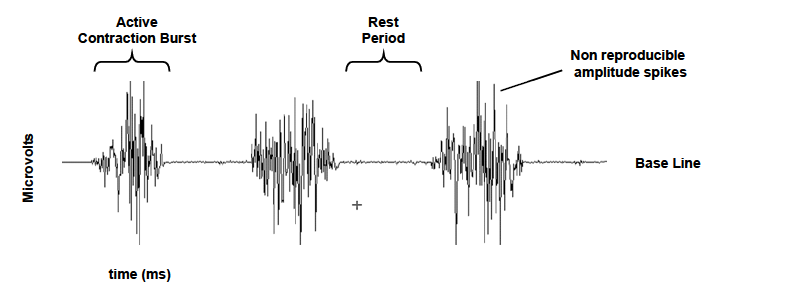 Active
Contraction Burst
Rest
Period
Non reproducible
amplitude spikes
Microvolts
Base Line
+
time (ms)